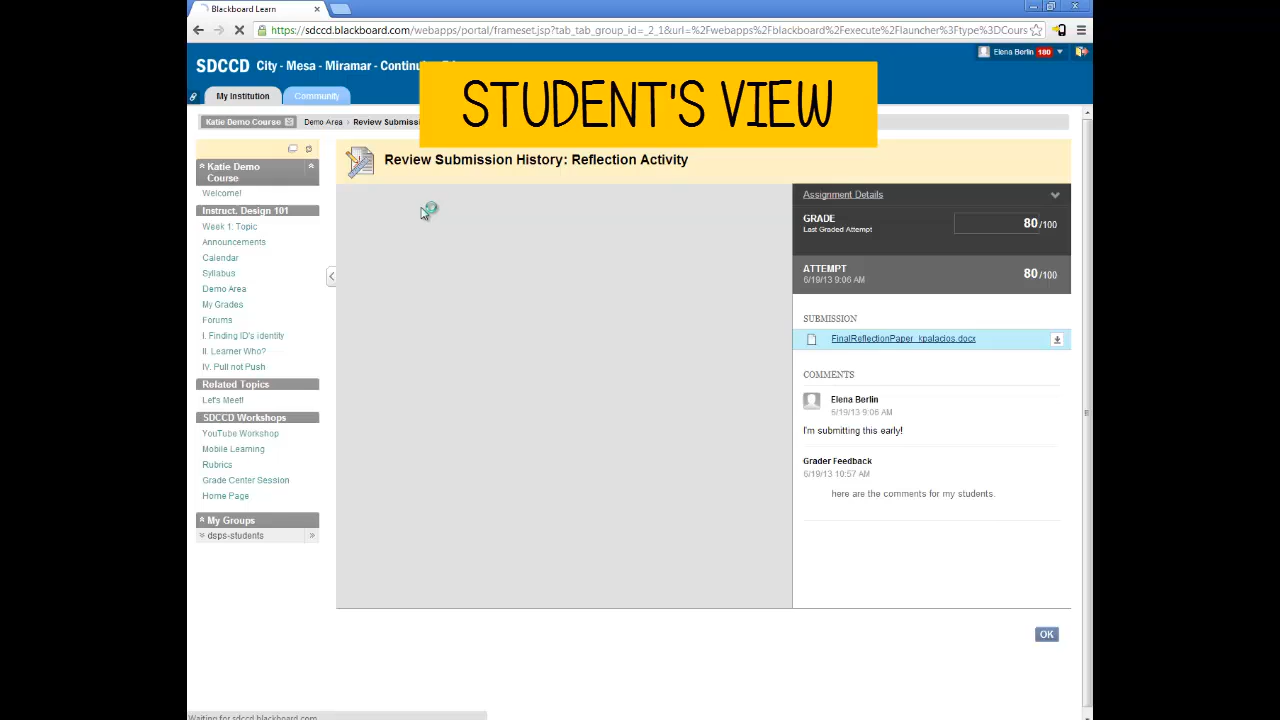 Blackboard Learn
https://sdccd.blackboard.com/webapps/portal/frameset.jsp?tab_tab_group_id=_2_1&url=%2Fwebapps%2Fblackboard%2Fexecute%2Flauncher%3Ftype%3DCours
SDCCD City - Mesa - Miramar -
Elena Berlin 180
STUDENT'S VIEW
My Institution
Community
Katie Demo Course
Demo Area
Review Submission History: Reflection Activity
Katie Demo
Course
Welcome!
Instruct. Design 101
Week 1: Topic
Announcements
Calendar
Syllabus
Demo Area
My Grades
Forums
I. Finding ID's identity
II. Learner Who?
IV. Pull not Push
Related Topics
Let's Meet!
SDCCD Workshops
YouTube Workshop
Mobile Learning
Rubrics
Grade Center Session
Home Page
My Groups
dsps-students
Assignment Details
GRADE
Last Graded Attempt
80 /100
ATTEMPT
6/19/13 9:06 AM
80 /100
SUBMISSION
FinalReflectionPaper_kpalacios.docx
COMMENTS
Elena Berlin
6/19/13 9:06 AM
I'm submitting this early!
Grader Feedback
6/19/13 10:57 AM
here are the comments for my students.
OK
Waiting for sdccd.blackboard.com